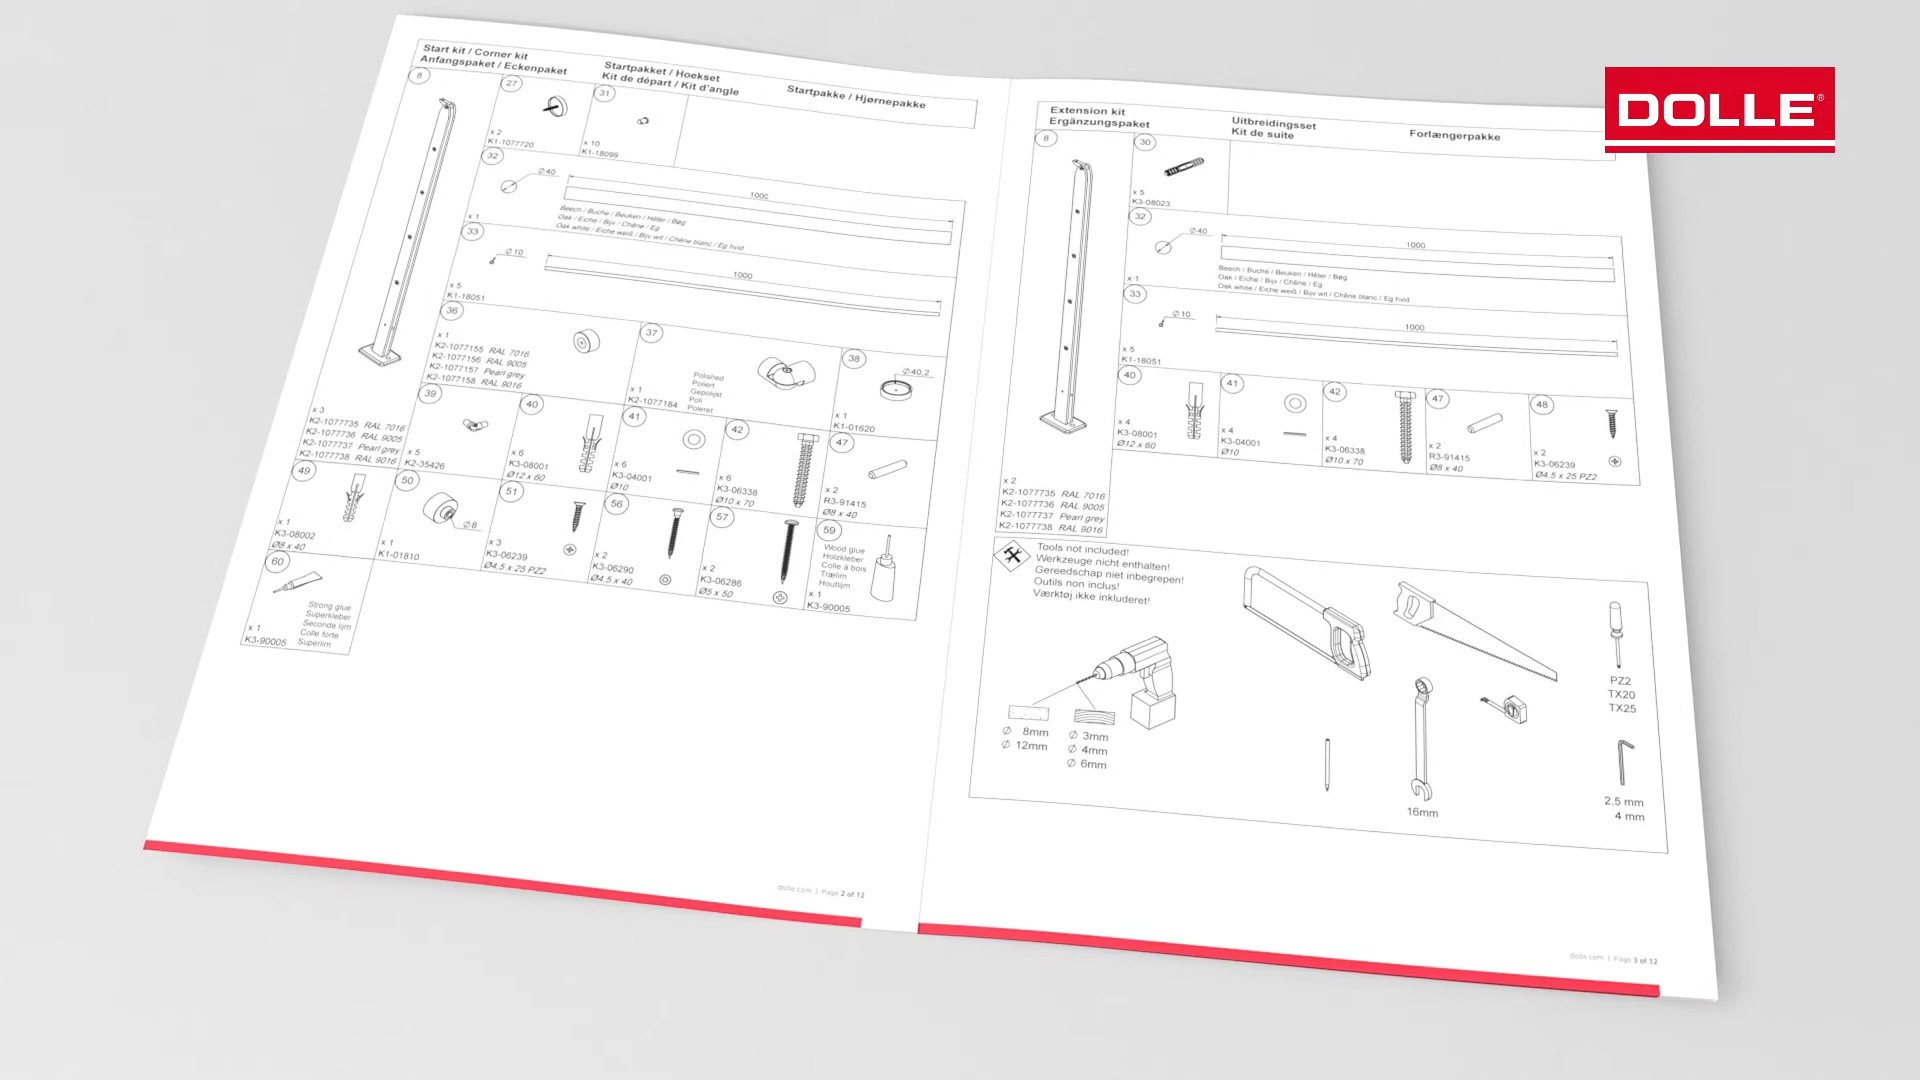 DOLLE®
Start kit / Corner kit
Anfangspaket / Eckenpaket
Startpakket / Hoekset
Kit de départ / Kit d'angle
Startpakke / Hjørnepakke
8
x 3
K2-1077735 RAL 7016
K2-1077736 RAL 9005
K2-1077737 Pearl grey
K2-1077738 RAL 9016
27
x 2
K1-1077720
31
x 10
K1-18099
32
Ø40
1000
Beech / Buche / Beuken / Hêter / Bøg
Oak / Eiche / Bijv / Chêne / Eg
Oak white / Eiche weiß / Bijv wit / Chêne blanc / Eg hvid
x 1
33
Ø10
1000
x 5
K1-18051
36
x 1
K2-1077155 RAL 7016
K2-1077156 RAL 9005
K2-1077157 Pearl grey
K2-1077158 RAL 9016
37
Polished
Poliert
Gepolijst
Poli
Poleret
x 1
K2-1077184
38
Ø40,2
x 1
K1-01620
39
x 5
K2-35426
40
x 6
K3-08001
Ø12 x 60
41
x 6
K3-04001
Ø10
42
x 6
K3-06338
Ø10 x 70
47
x 2
R3-91415
Ø8 x 40
49
x 1
K3-08002
Ø8 x 40
50
Ø8
x 1
K1-01810
51
x 3
K3-06239
Ø4.5 x 25 PZ2
56
x 2
K3-06290
Ø4.5 x 40
57
x 2
K3-06286
Ø5 x 50
59
Wood glue
Holzkleber
Colle à bois
Trælim
Houtlijm
x 1
K3-90005
60
Strong glue
Superkleber
Seconde lijm
Colle forte
Superlim
x 1
K3-90005
dolle.com | Page 2 of 12
Extension kit
Ergänzungspaket
Uitbreidingsset
Kit de suite
Forlængerpakke
8
x 2
K2-1077735 RAL 7016
K2-1077736 RAL 9005
K2-1077737 Pearl grey
K2-1077738 RAL 9016
30
x 5
K3-08023
32
Ø40
1000
Beech / Buche / Beuken / Hêter / Bøg
Oak / Eiche / Bijv / Chêne / Eg
Oak white / Eiche weiß / Bijv wit / Chêne blanc / Eg hvid
x 1
33
Ø10
1000
x 5
K1-18051
40
x 4
K3-08001
Ø12 x 60
41
x 4
K3-04001
Ø10
42
x 4
K3-06338
Ø10 x 70
47
x 2
R3-91415
Ø8 x 40
48
x 2
K3-06239
Ø4.5 x 25 PZ2
Tools not included!
Werkzeuge nicht enthalten!
Gereedschap niet inbegrepen!
Outils non inclus!
Værktøj ikke inkluderet!
Ø 8mm
Ø 12mm
Ø 3mm
Ø 4mm
Ø 6mm
16mm
PZ2
TX20
TX25
2.5 mm
4 mm
dolle.com | Page 3 of 12